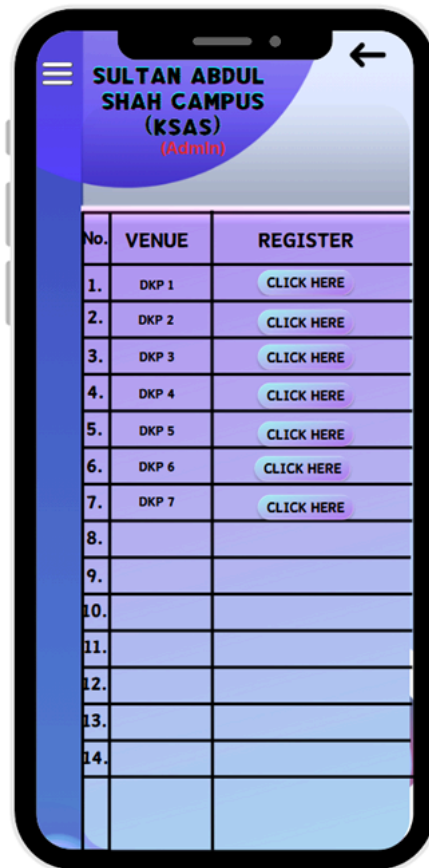 SULTAN ABDUL
SHAH CAMPUS
(KSAS)
(Admin)
No. VENUE REGISTER
1. DKP 1 CLICK HERE
2. DKP 2 CLICK HERE
3. DKP 3 CLICK HERE
4. DKP 4 CLICK HERE
5. DKP 5 CLICK HERE
6. DKP 6 CLICK HERE
7. DKP 7 CLICK HERE
8.
9.
10.
11.
12.
13.
14.